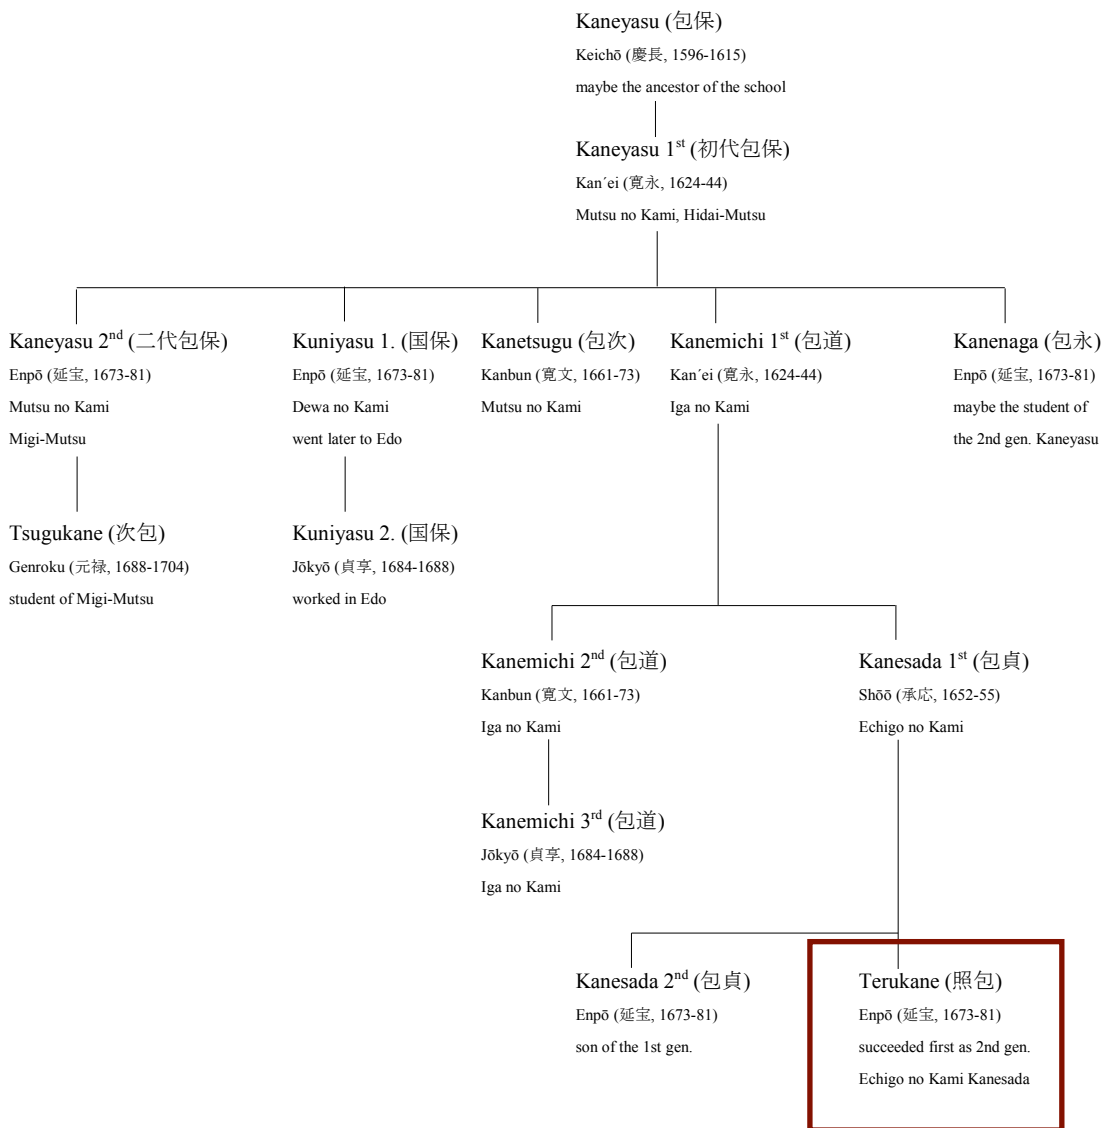 Kaneyasu (包保)
Keichō (慶長, 1596-1615)
maybe the ancestor of the school
Kaneyasu 1st (初代包保)
Kan´ei (寛永, 1624-44)
Mutsu no Kami, Hidai-Mutsu
Kaneyasu 2nd (二代包保)
Enpō (延宝, 1673-81)
Mutsu no Kami
Migi-Mutsu
Kuniyasu 1. (国保)
Enpō (延宝, 1673-81)
Dewa no Kami
went later to Edo
Kanetsugu (包次)
Kanbun (寛文, 1661-73)
Mutsu no Kami
Kanemichi 1st (包道)
Kan´ei (寛永, 1624-44)
Iga no Kami
Kanenaga (包永)
Enpō (延宝, 1673-81)
maybe the student of
the 2nd gen. Kaneyasu
Tsugukane (次包)
Genroku (元禄, 1688-1704)
student of Migi-Mutsu
Kuniyasu 2. (国保)
Jōkyō (貞享, 1684-1688)
worked in Edo
Kanemichi 2nd (包道)
Kanbun (寛文, 1661-73)
Iga no Kami
Kanesada 1st (包貞)
Shōō (承応, 1652-55)
Echigo no Kami
Kanemichi 3rd (包道)
Jōkyō (貞享, 1684-1688)
Iga no Kami
Kanesada 2nd (包貞)
Enpō (延宝, 1673-81)
son of the 1st gen.
Terukane (照包)
Enpō (延宝, 1673-81)
succeeded first as 2nd gen.
Echigo no Kami Kanesada